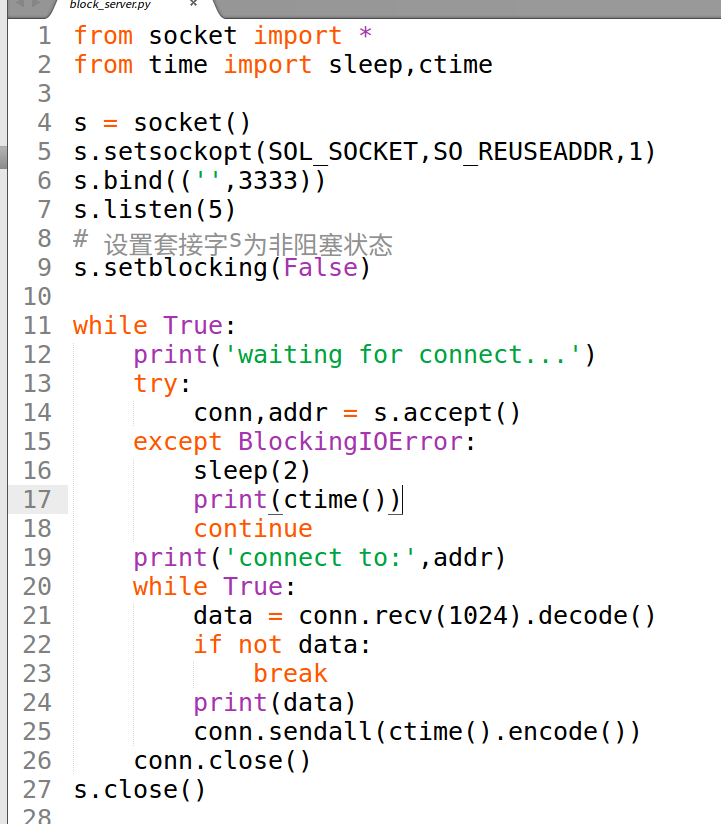 block_server.py ×
1 from socket import *
2 from time import sleep,ctime
3
4 s = socket()
5 s.setsockopt(SOL_SOCKET,SO_REUSEADDR,1)
6 s.bind(('',3333))
7 s.listen(5)
8 # 设置套接字s为非阻塞状态
9 s.setblocking(False)
10
11 while True:
12     print('waiting for connect...')
13     try:
14         conn,addr = s.accept()
15     except BlockingIOError:
16         sleep(2)
17         print(ctime())
18         continue
19     print('connect to:',addr)
20     while True:
21         data = conn.recv(1024).decode()
22         if not data:
23             break
24         print(data)
25         conn.sendall(ctime().encode())
26     conn.close()
27 s.close()
28